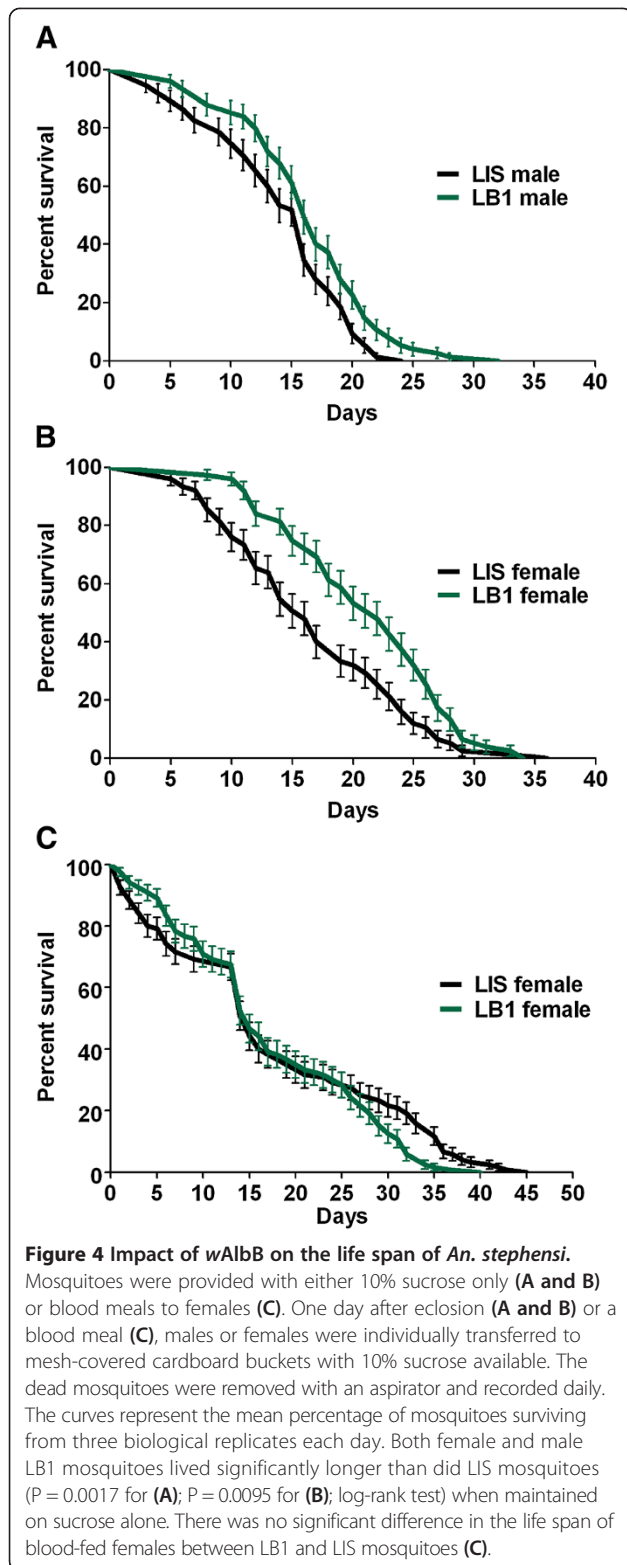 A
100
80
60
40
20
0
Percent survival
LIS male
LB1 male
0 5 10 15 20 25 30 35 40
Days
B
100
80
60
40
20
0
Percent survival
LIS female
LB1 female
0 5 10 15 20 25 30 35 40
Days
C
100
80
60
40
20
0
Percent survival
LIS female
LB1 female
0 5 10 15 20 25 30 35 40 45 50
Days
Figure 4 Impact of wAlbB on the life span of An. stephensi.
Mosquitoes were provided with either 10% sucrose only (A and B)
or blood meals to females (C). One day after eclosion (A and B) or a
blood meal (C), males or females were individually transferred to
mesh-covered cardboard buckets with 10% sucrose available. The
dead mosquitoes were removed with an aspirator and recorded daily.
The curves represent the mean percentage of mosquitoes surviving
from three biological replicates each day. Both female and male
LB1 mosquitoes lived significantly longer than did LIS mosquitoes
(P = 0.0017 for (A); P = 0.0095 for (B); log-rank test) when maintained
on sucrose alone. There was no significant difference in the life span of
blood-fed females between LB1 and LIS mosquitoes (C).